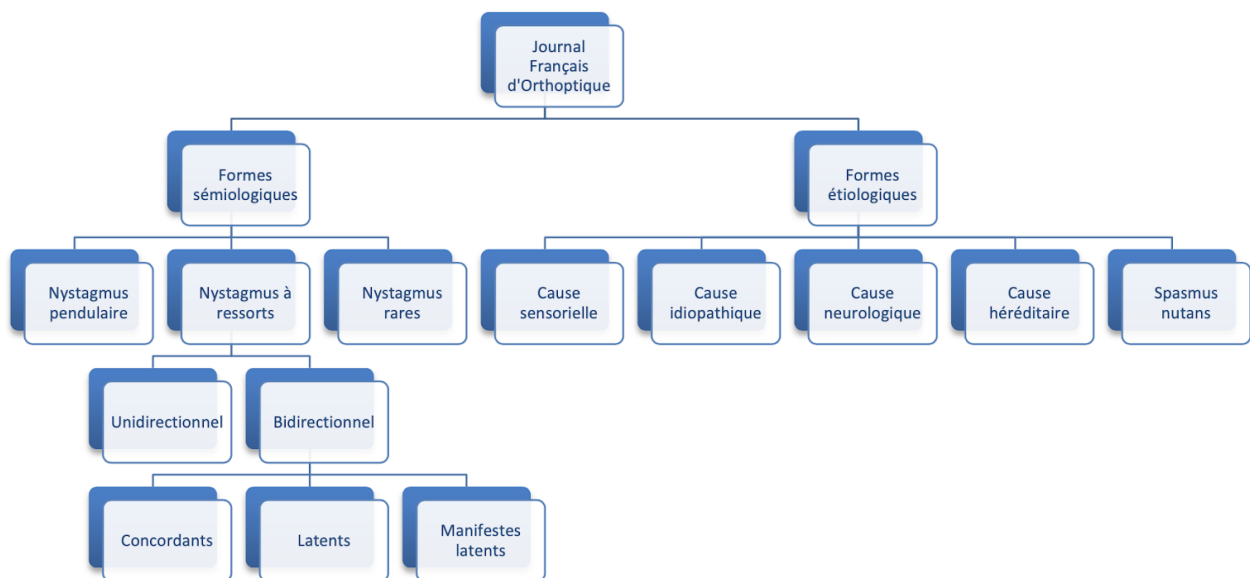 Journal
Français
d'Orthoptique
Formes
sémiologiques
Formes
étiologiques
Nystagmus
pendulaire
Nystagmus à
ressorts
Nystagmus
rares
Cause
sensorielle
Cause
idiopathique
Cause
neurologique
Cause
héréditaire
Spasmus
nutans
Unidirectionnel
Bidirectionnel
Concordants
Latents
Manifestes
latents